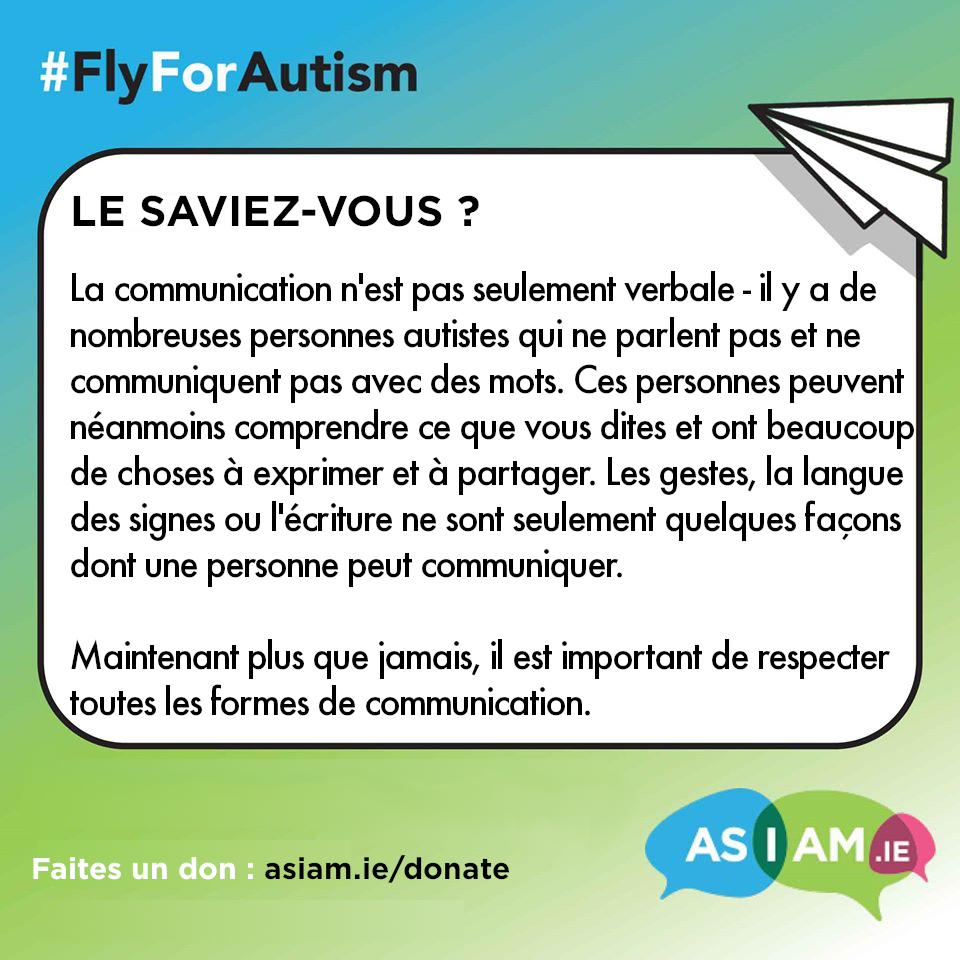 #FlyForAutism
LE SAVIEZ-VOUS ?
La communication n'est pas seulement verbale - il y a de
nombreuses personnes autistes qui ne parlent pas et ne
communiquent pas avec des mots. Ces personnes peuvent
néanmoins comprendre ce que vous dites et ont beaucoup
de choses à exprimer et à partager. Les gestes, la langue
des signes ou l'écriture ne sont seulement quelques façons
dont une personne peut communiquer.
Maintenant plus que jamais, il est important de respecter
toutes les formes de communication.
Faites un don : asiam.ie/donate
AS I AM.IE